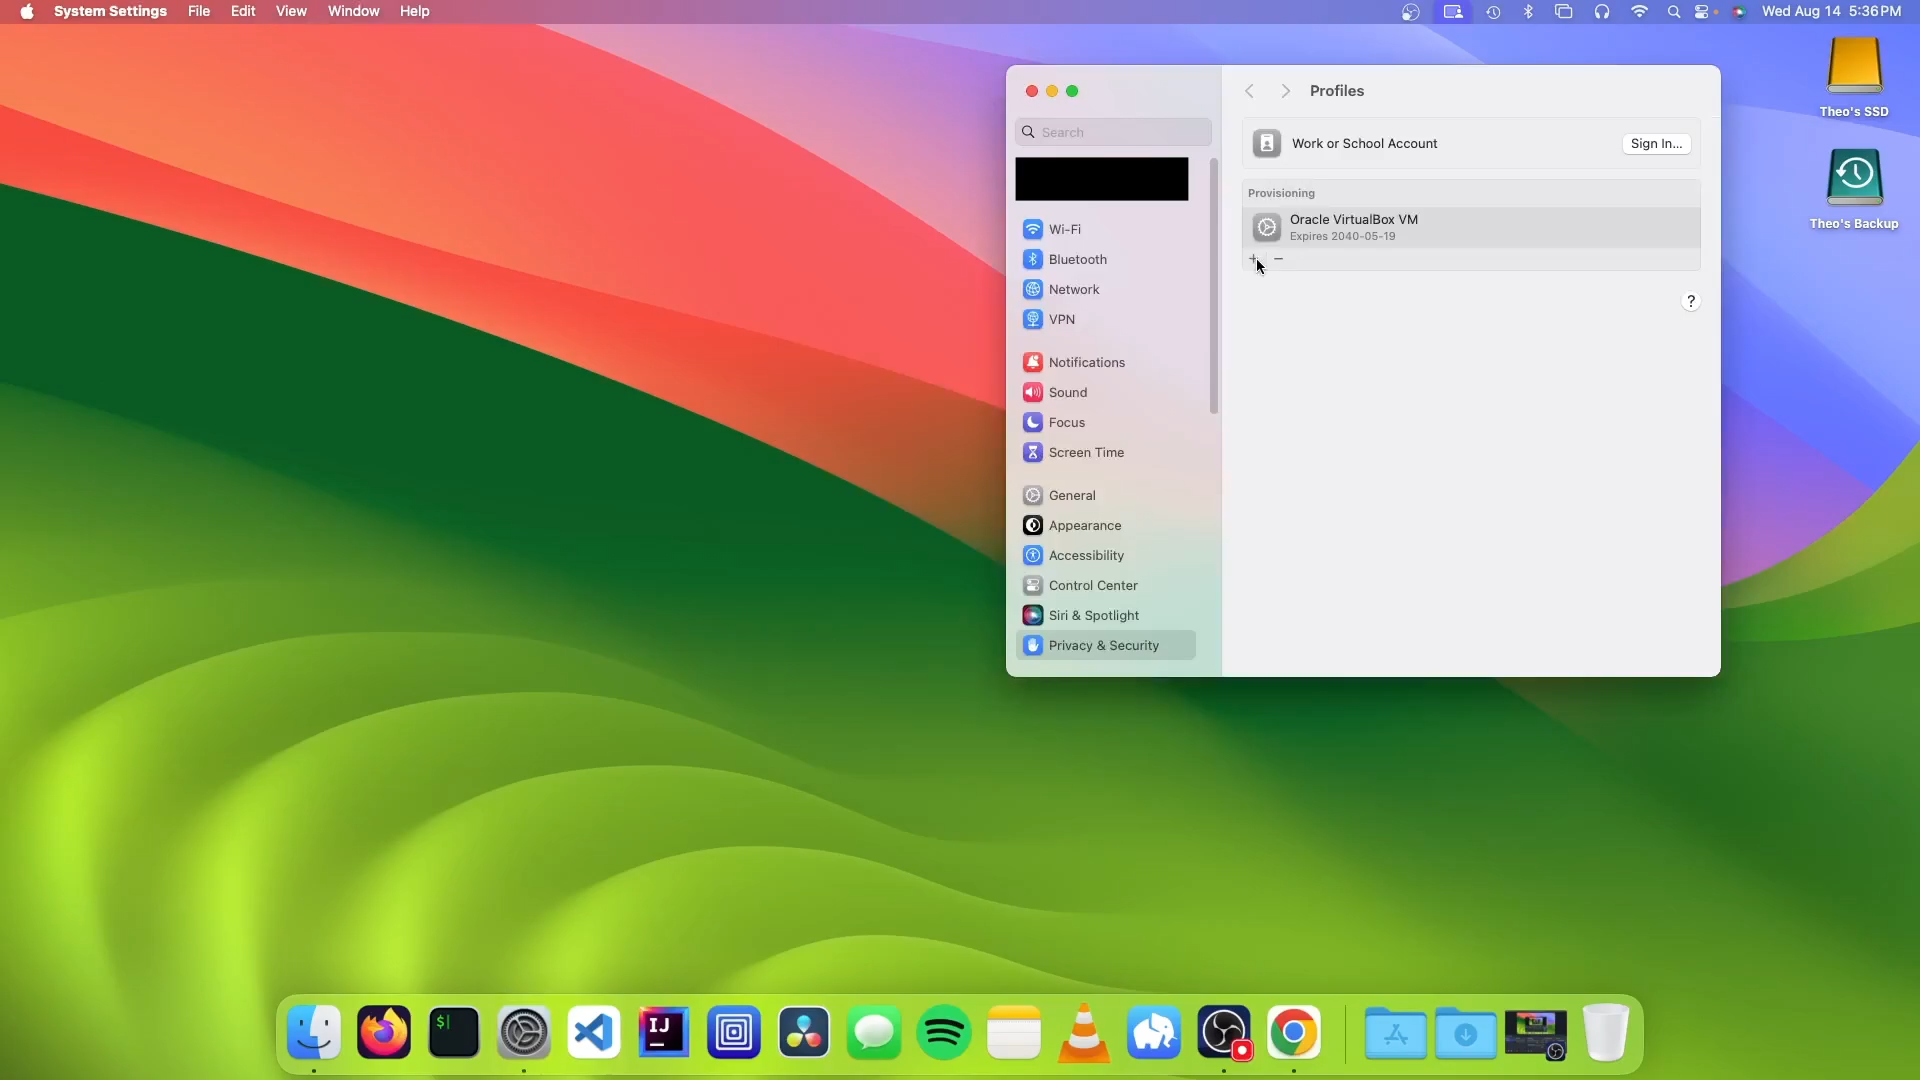 System Settings File Edit View Window Help
Wed Aug 14 5:36 PM
Theo's SSD
Theo's Backup
Search
Wi-Fi
Bluetooth
Network
VPN
Notifications
Sound
Focus
Screen Time
General
Appearance
Accessibility
Control Center
Siri & Spotlight
Privacy & Security
Profiles
Work or School Account
Sign In...
Provisioning
Oracle VirtualBox VM
Expires 2040-05-19
+ −
?
$
IJ